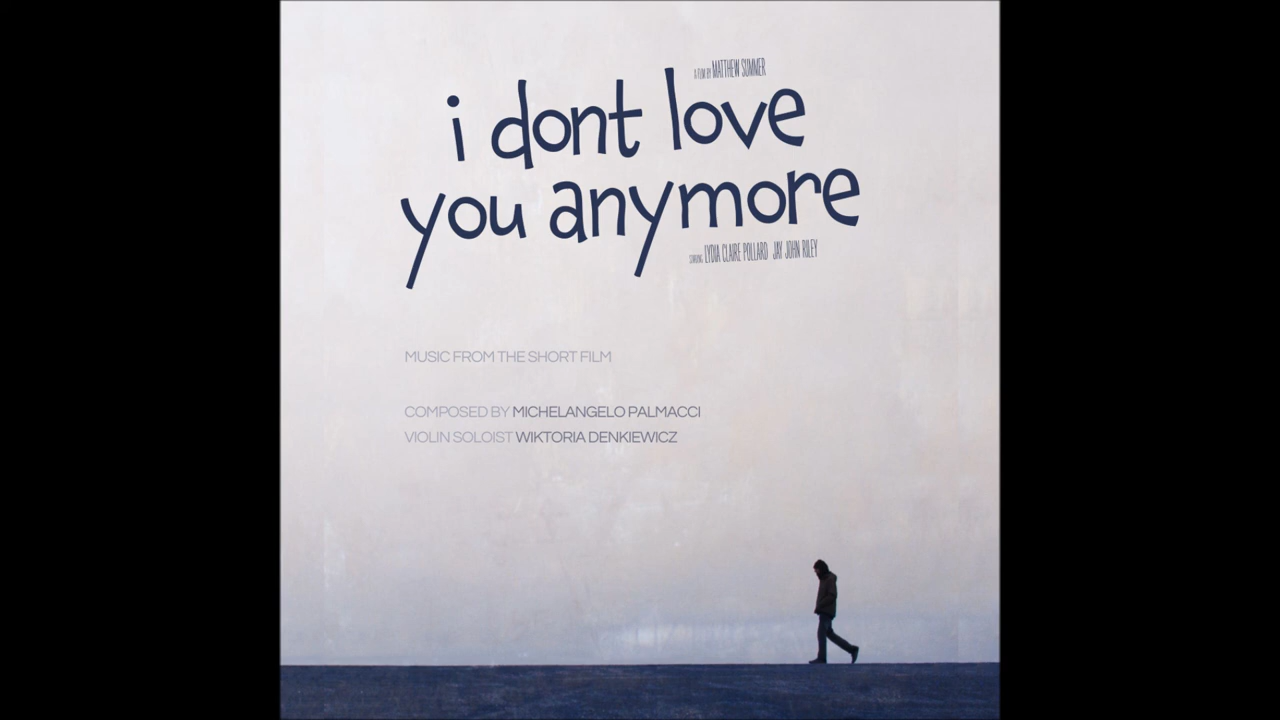 A FILM BY MATTHEW SUMMER
i dont love
you anymore
STARRING LYDIA CLAIRE POLLARD JAY JOHN RILEY
MUSIC FROM THE SHORT FILM
COMPOSED BY MICHELANGELO PALMACCI
VIOLIN SOLOIST WIKTORIA DENKIEWICZ